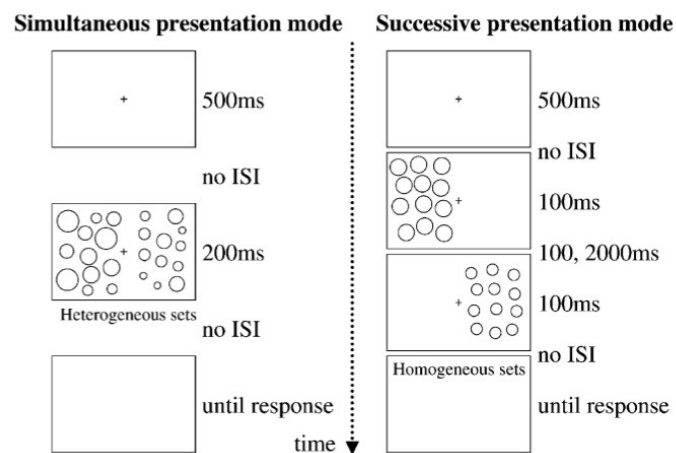 Simultaneous presentation mode
500ms
no ISI
200ms
Heterogeneous sets
no ISI
until response
time
Successive presentation mode
500ms
no ISI
100ms
100, 2000ms
100ms
no ISI
Homogeneous sets
until response